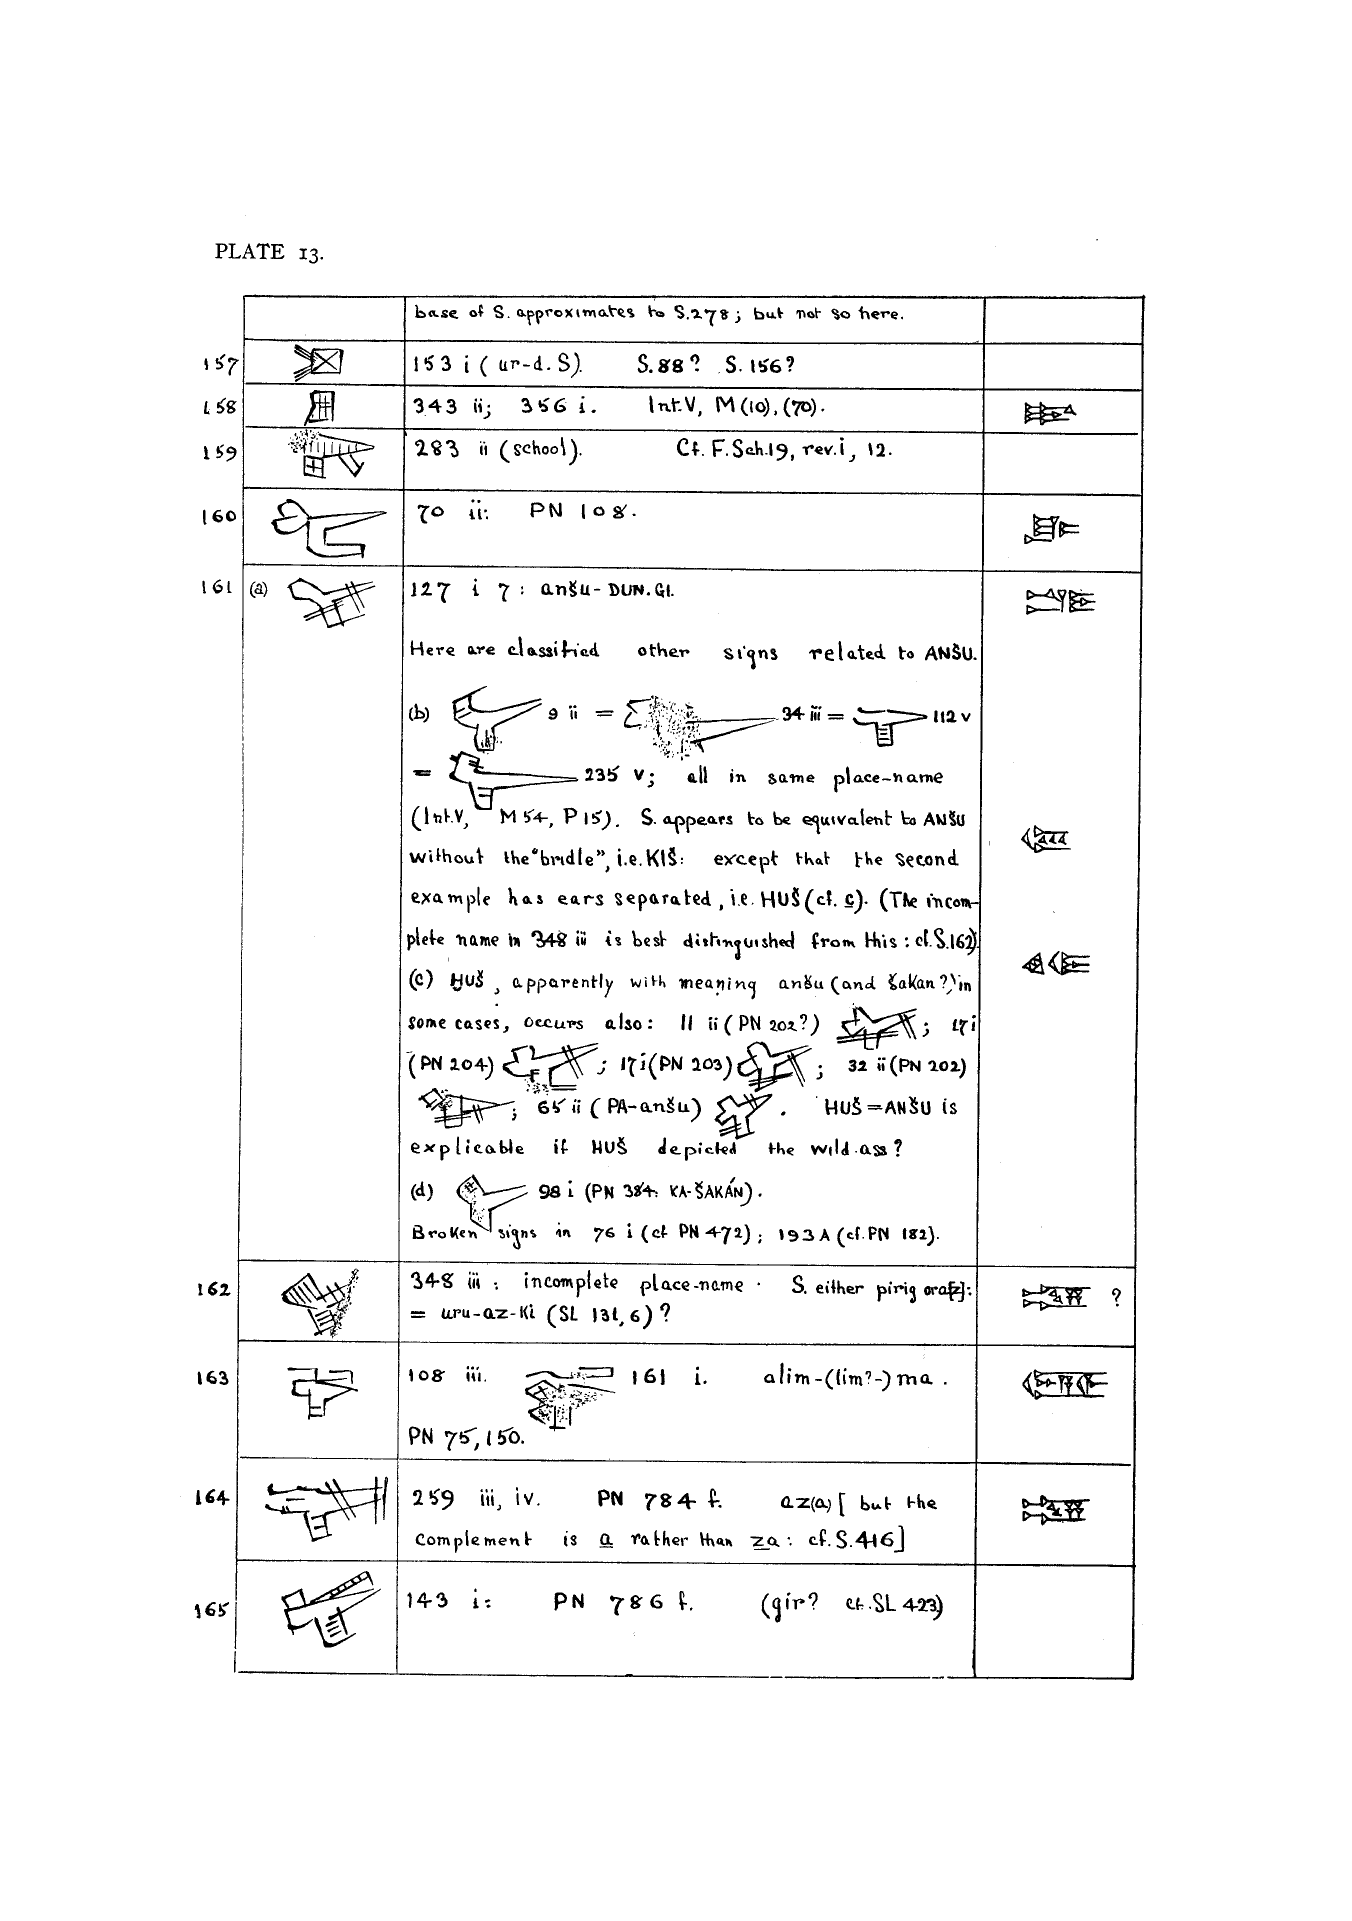 PLATE 13.
base of S. approximates to S.278; but not so here.
157 153 i (ur-d. S). S.88? S.156?
158 343 ii; 356 i. Int.V, M(10),(70).
159 283 ii (school). Cf. F.Sch.19, rev.i, 12.
160 70 ii: PN 108.
161 (a) 127 i 7: anšu-DUN.GI.
Here are classified other signs related to ANŠU.
(b) 9 ii = 34 iii = 112 v
= 235 v; all in same place-name
(Int.V, M 54, P 15). S. appears to be equivalent to ANŠU
without the "bridle", i.e. KIŠ: except that the second
example has ears separated, i.e. HUŠ (cf. c). (The incom-
plete name in 348 iii is best distinguished from this: cf.S.162).
(c) HUŠ, apparently with meaning anšu (and šakan?) in
some cases, occurs also: 11 ii (PN 202?) ; 17 i
(PN 204) ; 17 i (PN 203) ; 32 ii (PN 202)
; 65 ii (PA-anšu) . HUŠ = ANŠU is
explicable if HUŠ depicted the wild-ass?
(d) 98 i (PN 384: KA-ŠAKÁN).
Broken signs in 76 i (cf PN 472); 193 A (cf. PN 182).
162 348 iii: incomplete place-name. S. either pirig or az]: ?
= uru-az-Ki (SL 131,6)?
163 108 iii. 161 i. alim-(lim?-)ma.
PN 75, 150.
164 259 iii, iv. PN 784 f. az(a) [but the
complement is a rather than za: cf. S.416]
165 143 i: PN 786 f. (gir? cf. SL 423)